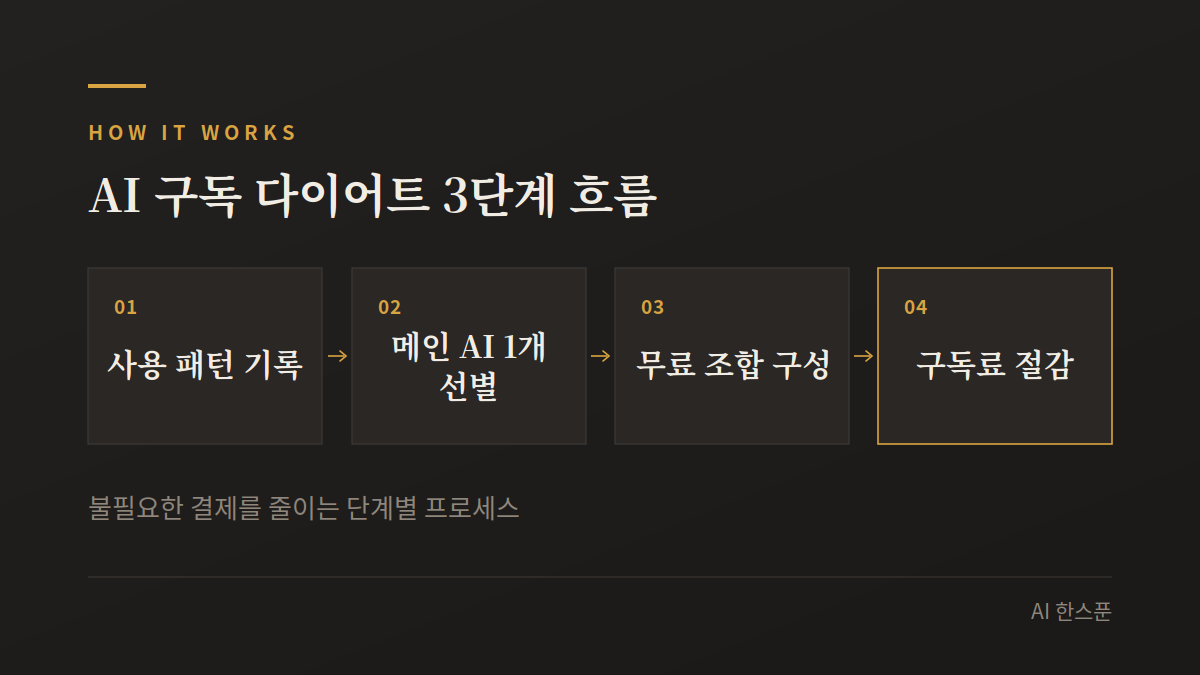 HOW IT WORKS
AI 구독 다이어트 3단계 흐름
01
사용 패턴 기록
→
02
메인 AI 1개
선별
→
03
무료 조합 구성
→
04
구독료 절감
불필요한 결제를 줄이는 단계별 프로세스
AI 한스푼